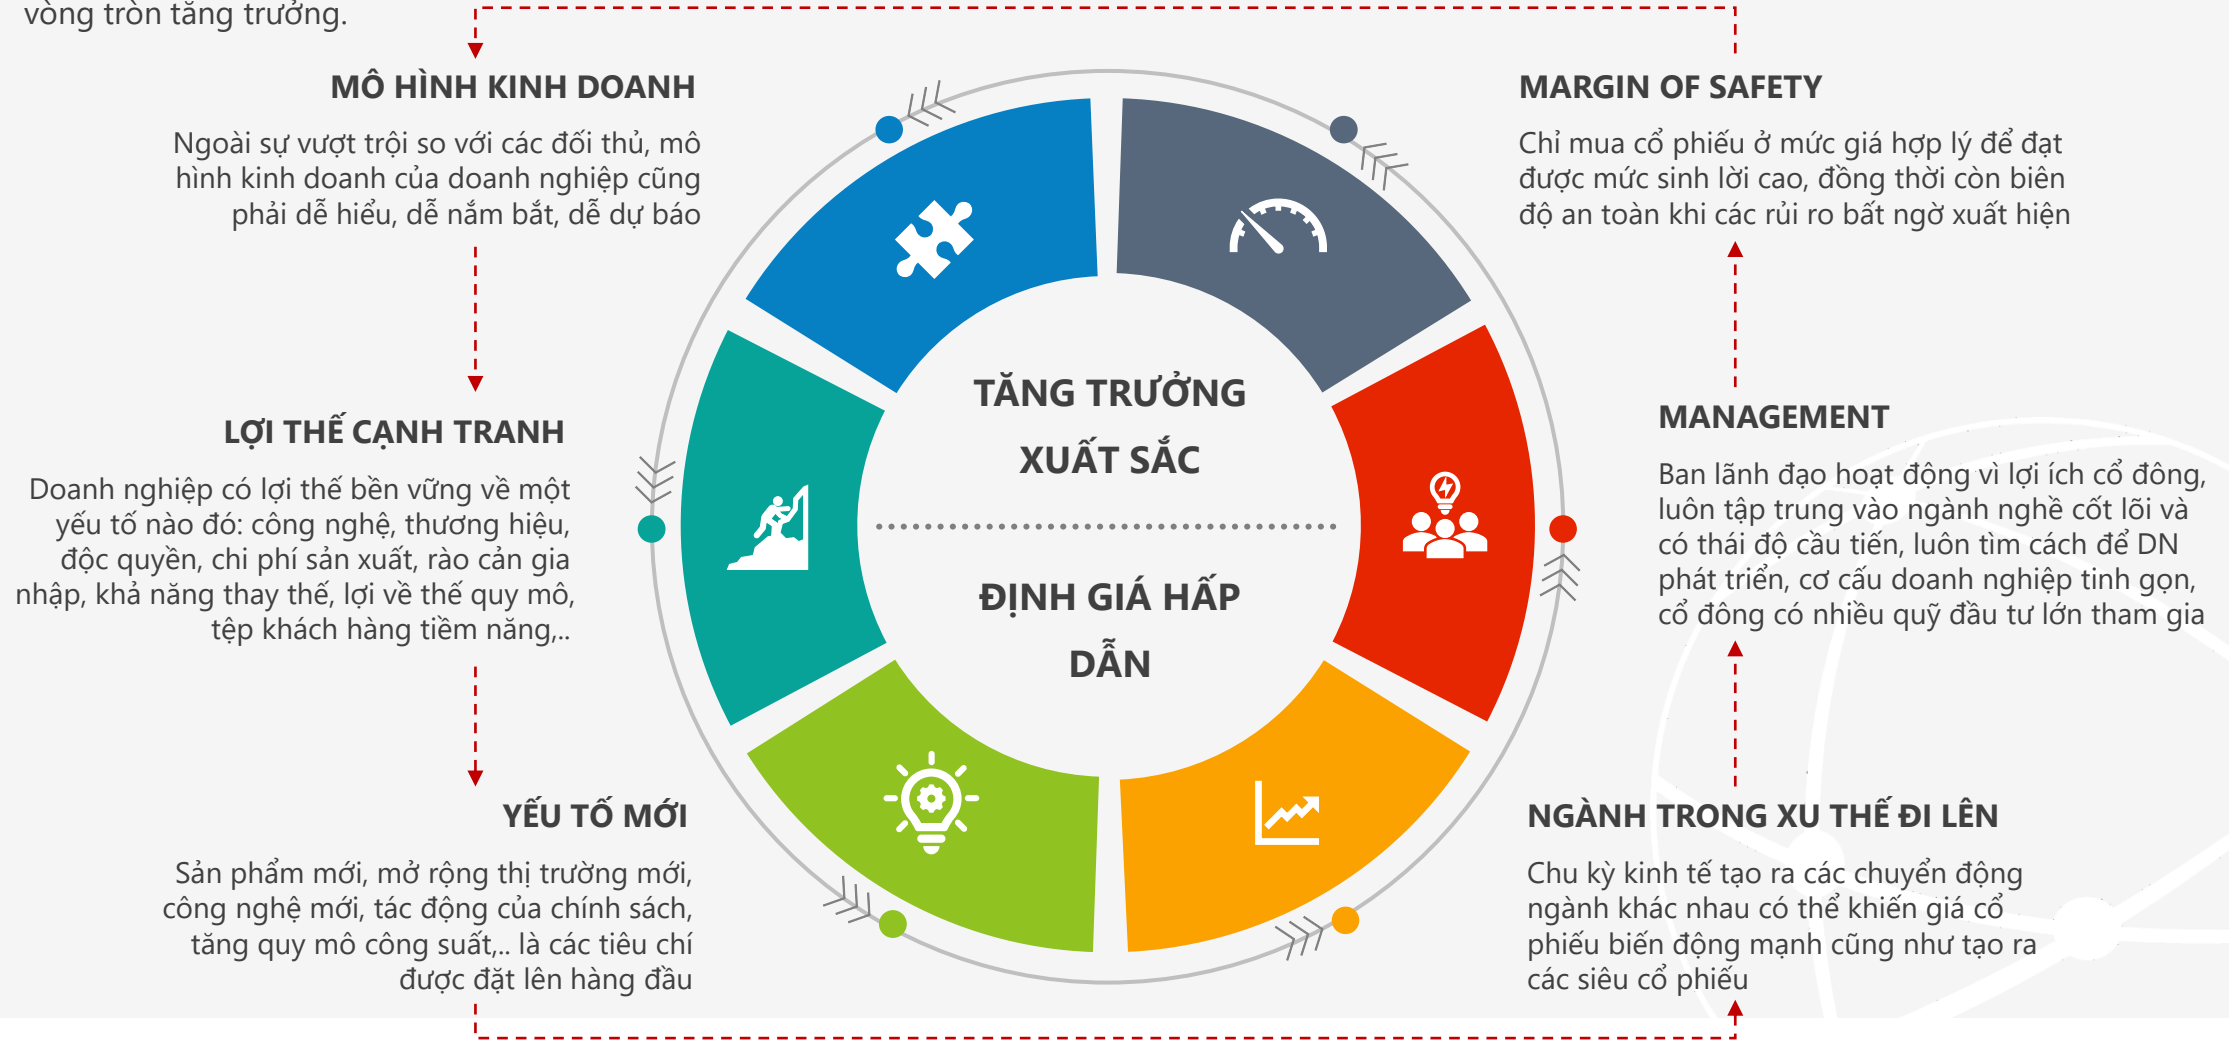 vòng tròn tăng trưởng.
MÔ HÌNH KINH DOANH
Ngoài sự vượt trội so với các đối thủ, mô
hình kinh doanh của doanh nghiệp cũng
phải dễ hiểu, dễ nắm bắt, dễ dự báo
LỢI THẾ CẠNH TRANH
Doanh nghiệp có lợi thế bền vững về một
yếu tố nào đó: công nghệ, thương hiệu,
độc quyền, chi phí sản xuất, rào cản gia
nhập, khả năng thay thế, lợi về thế quy mô,
tệp khách hàng tiềm năng,..
YẾU TỐ MỚI
Sản phẩm mới, mở rộng thị trường mới,
công nghệ mới, tác động của chính sách,
tăng quy mô công suất,.. là các tiêu chí
được đặt lên hàng đầu
TĂNG TRƯỞNG
XUẤT SẮC
ĐỊNH GIÁ HẤP
DẪN
MARGIN OF SAFETY
Chỉ mua cổ phiếu ở mức giá hợp lý để đạt
được mức sinh lời cao, đồng thời còn biên
độ an toàn khi các rủi ro bất ngờ xuất hiện
MANAGEMENT
Ban lãnh đạo hoạt động vì lợi ích cổ đông,
luôn tập trung vào ngành nghề cốt lõi và
có thái độ cầu tiến, luôn tìm cách để DN
phát triển, cơ cấu doanh nghiệp tinh gọn,
cổ đông có nhiều quỹ đầu tư lớn tham gia
NGÀNH TRONG XU THẾ ĐI LÊN
Chu kỳ kinh tế tạo ra các chuyển động
ngành khác nhau có thể khiến giá cổ
phiếu biến động mạnh cũng như tạo ra
các siêu cổ phiếu